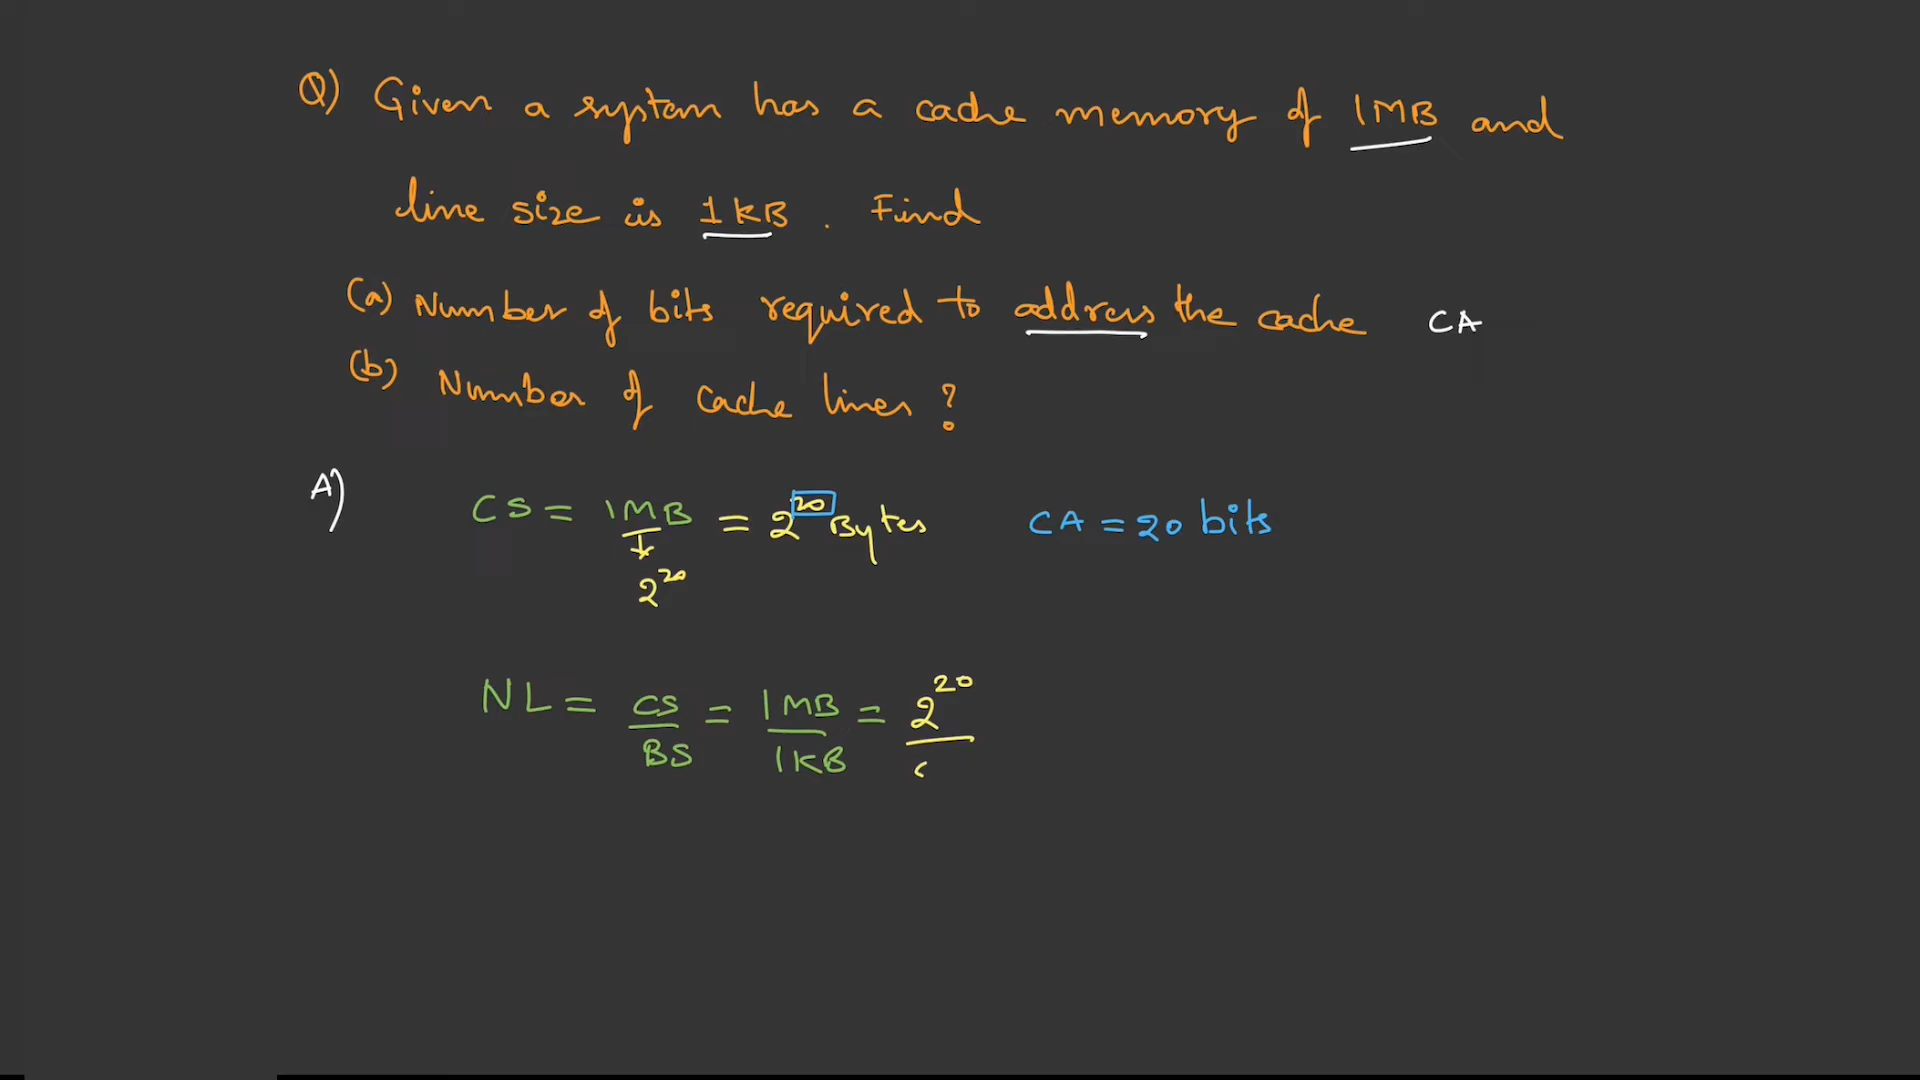 Q) Given a system has a cache memory of 1MB and
line size is 1KB. Find
(a) Number of bits required to address the cache CA
(b) Number of cache lines?
A) CS = 1MB = 2^20 Bytes CA = 20 bits
↓
2^20
NL = CS/BS = 1MB/1KB = 2^20/